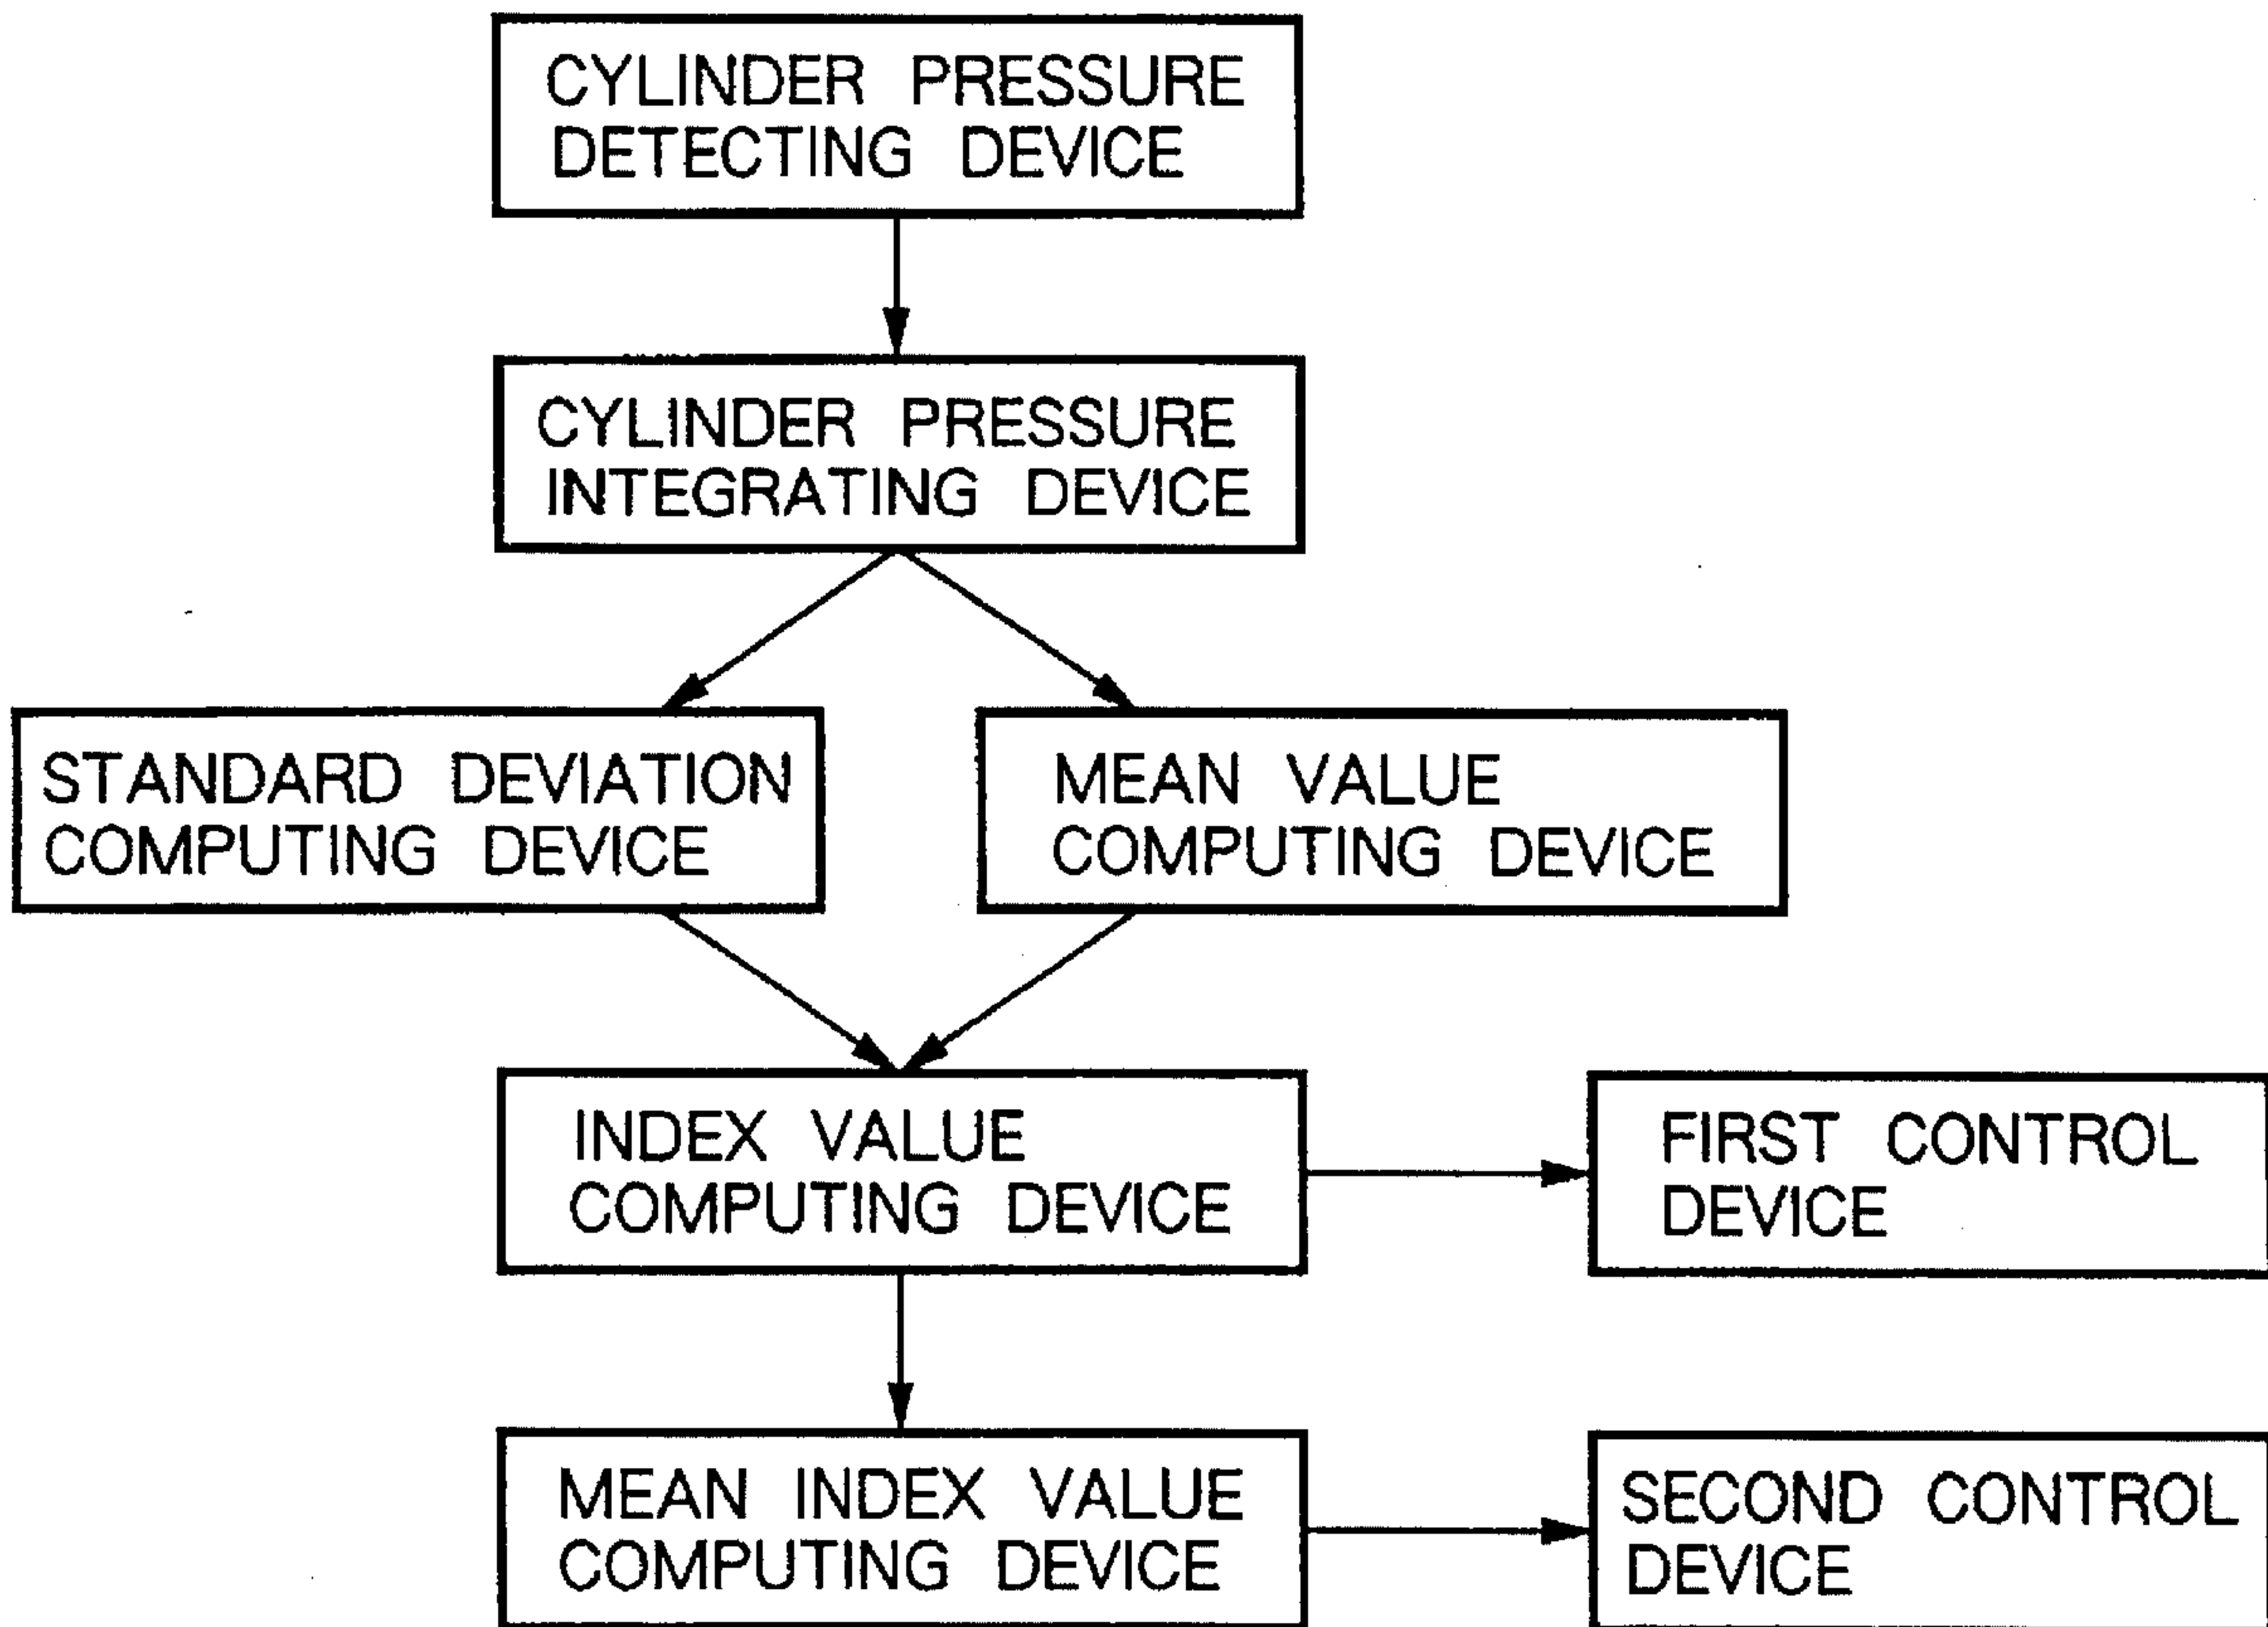 CYLINDER PRESSURE
DETECTING DEVICE
CYLINDER PRESSURE
INTEGRATING DEVICE
STANDARD DEVIATION
COMPUTING DEVICE
MEAN VALUE
COMPUTING DEVICE
INDEX VALUE
COMPUTING DEVICE
FIRST CONTROL
DEVICE
MEAN INDEX VALUE
COMPUTING DEVICE
SECOND CONTROL
DEVICE